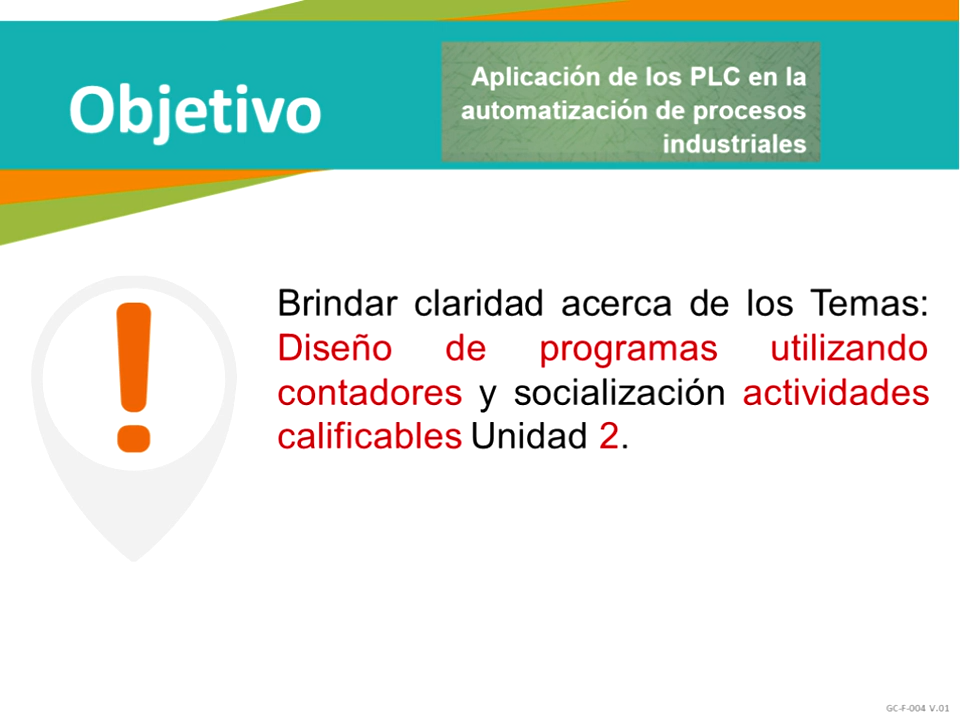 Objetivo
Aplicación de los PLC en la
automatización de procesos
industriales
Brindar claridad acerca de los Temas:
Diseño de programas utilizando
contadores y socialización actividades
calificables Unidad 2.
GC-F-004 V.01